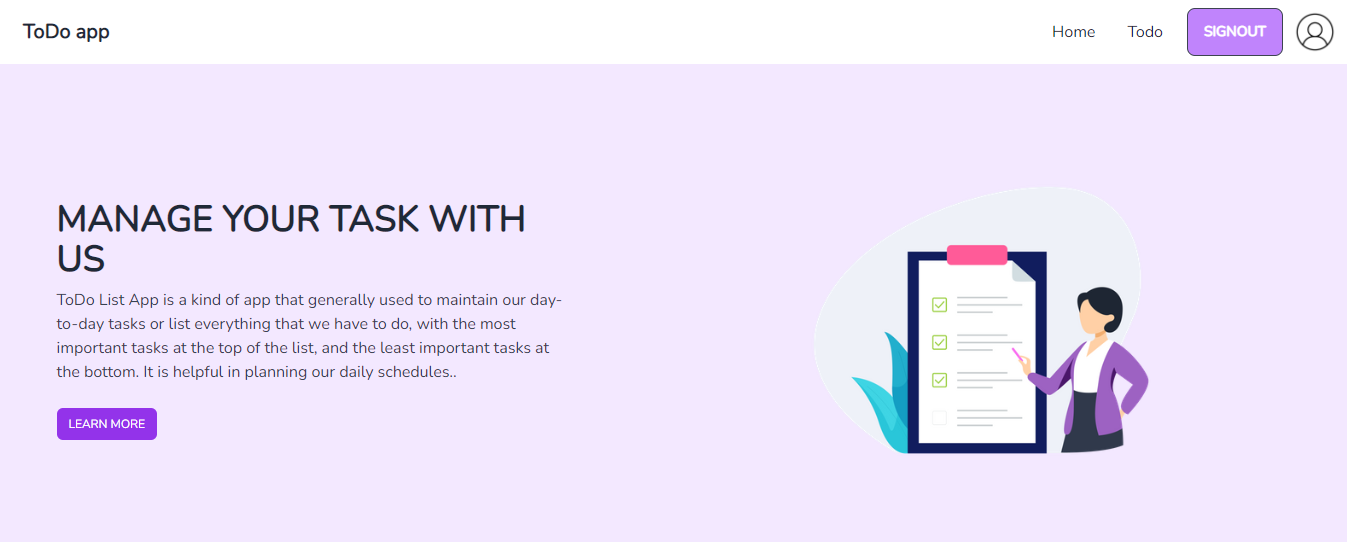 ToDo app
Home
Todo
SIGNOUT
MANAGE YOUR TASK WITH
US
ToDo List App is a kind of app that generally used to maintain our day-
to-day tasks or list everything that we have to do, with the most
important tasks at the top of the list, and the least important tasks at
the bottom. It is helpful in planning our daily schedules..
LEARN MORE